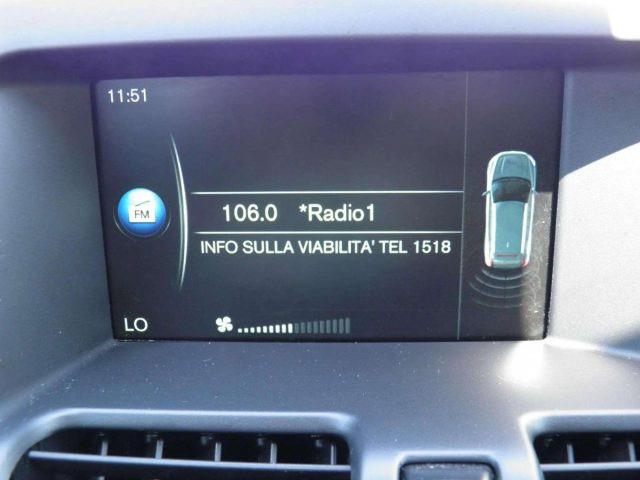 11:51
FM
106.0 *Radio1
INFO SULLA VIABILITA' TEL 1518
LO